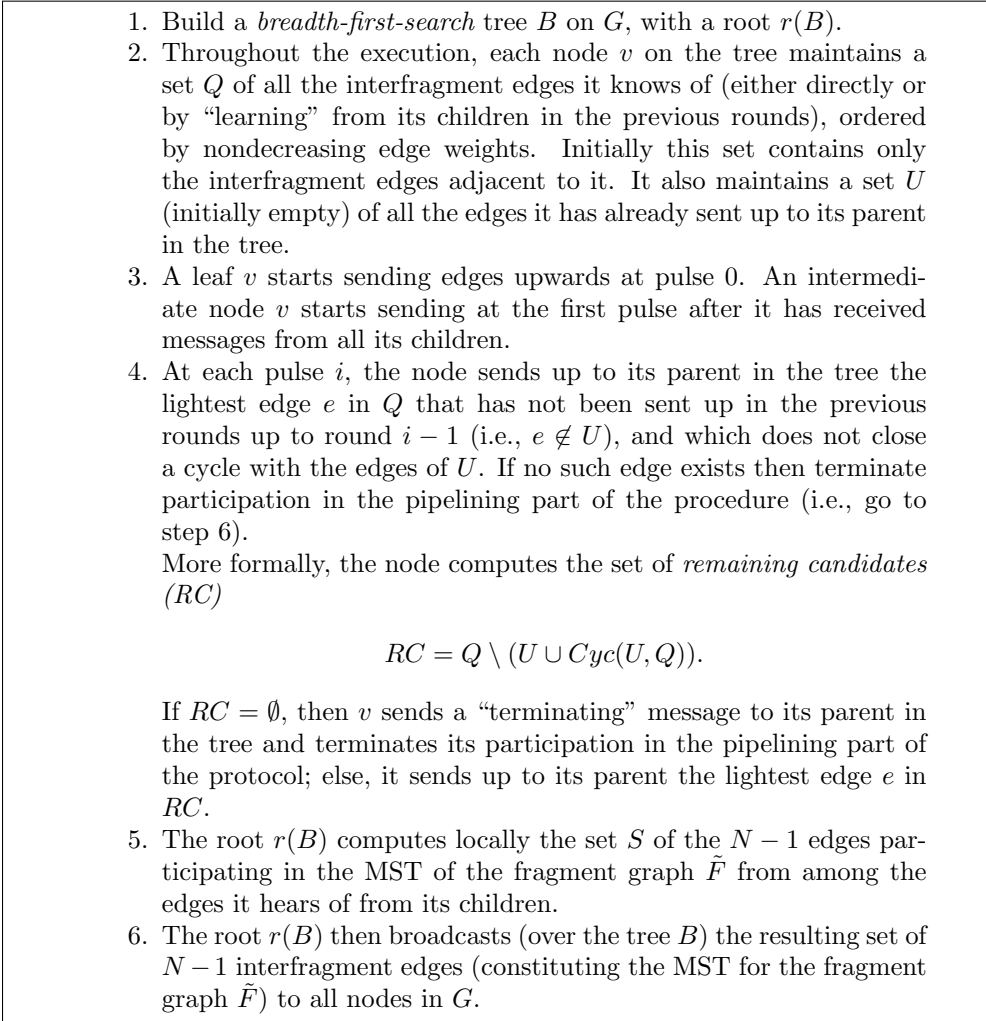 1. Build a breadth-first-search tree B on G, with a root r(B).
2. Throughout the execution, each node v on the tree maintains a
set Q of all the interfragment edges it knows of (either directly or
by “learning” from its children in the previous rounds), ordered
by nondecreasing edge weights. Initially this set contains only
the interfragment edges adjacent to it. It also maintains a set U
(initially empty) of all the edges it has already sent up to its parent
in the tree.
3. A leaf v starts sending edges upwards at pulse 0. An intermedi-
ate node v starts sending at the first pulse after it has received
messages from all its children.
4. At each pulse i, the node sends up to its parent in the tree the
lightest edge e in Q that has not been sent up in the previous
rounds up to round i − 1 (i.e., e ∉ U), and which does not close
a cycle with the edges of U. If no such edge exists then terminate
participation in the pipelining part of the procedure (i.e., go to
step 6).
More formally, the node computes the set of remaining candidates
(RC)
RC = Q \ (U ∪ Cyc(U, Q)).
If RC = ∅, then v sends a “terminating” message to its parent in
the tree and terminates its participation in the pipelining part of
the protocol; else, it sends up to its parent the lightest edge e in
RC.
5. The root r(B) computes locally the set S of the N − 1 edges par-
ticipating in the MST of the fragment graph F̃ from among the
edges it hears of from its children.
6. The root r(B) then broadcasts (over the tree B) the resulting set of
N − 1 interfragment edges (constituting the MST for the fragment
graph F̃) to all nodes in G.